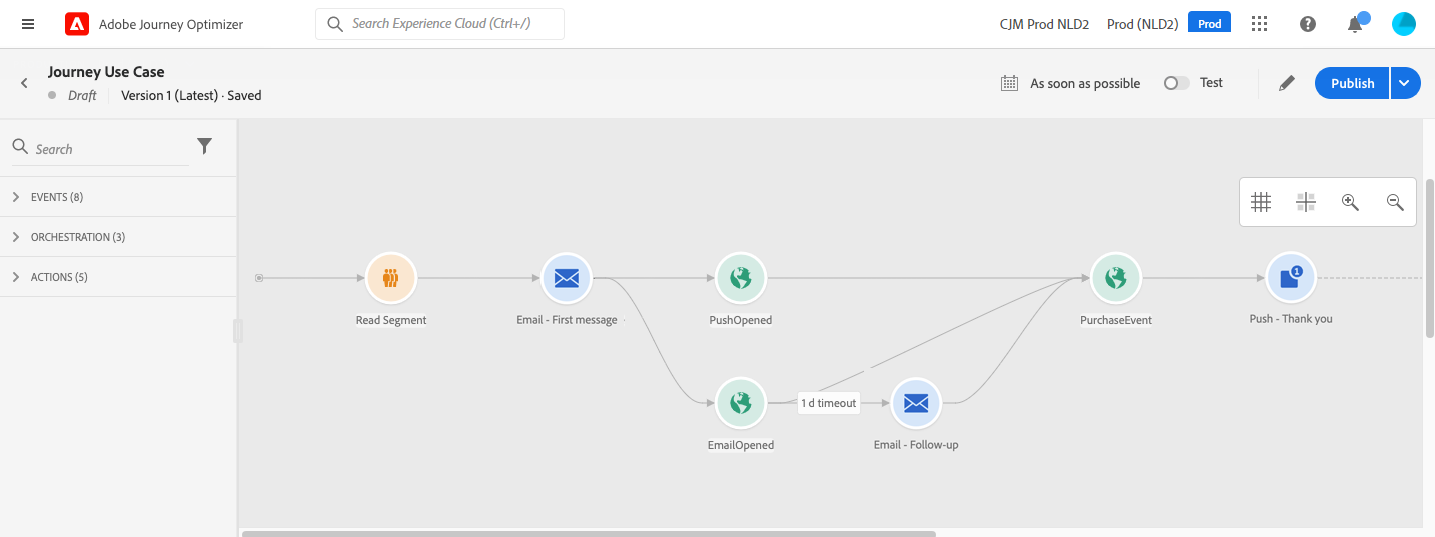 Adobe Journey Optimizer
Search Experience Cloud (Ctrl+/)
CJM Prod NLD2
Prod (NLD2)
Prod
Journey Use Case
Draft
Version 1 (Latest) · Saved
As soon as possible
Test
Publish
Search
EVENTS (8)
ORCHESTRATION (3)
ACTIONS (5)
1
Read Segment
Email - First message
PushOpened
PurchaseEvent
Push - Thank you
1 d timeout
EmailOpened
Email - Follow-up